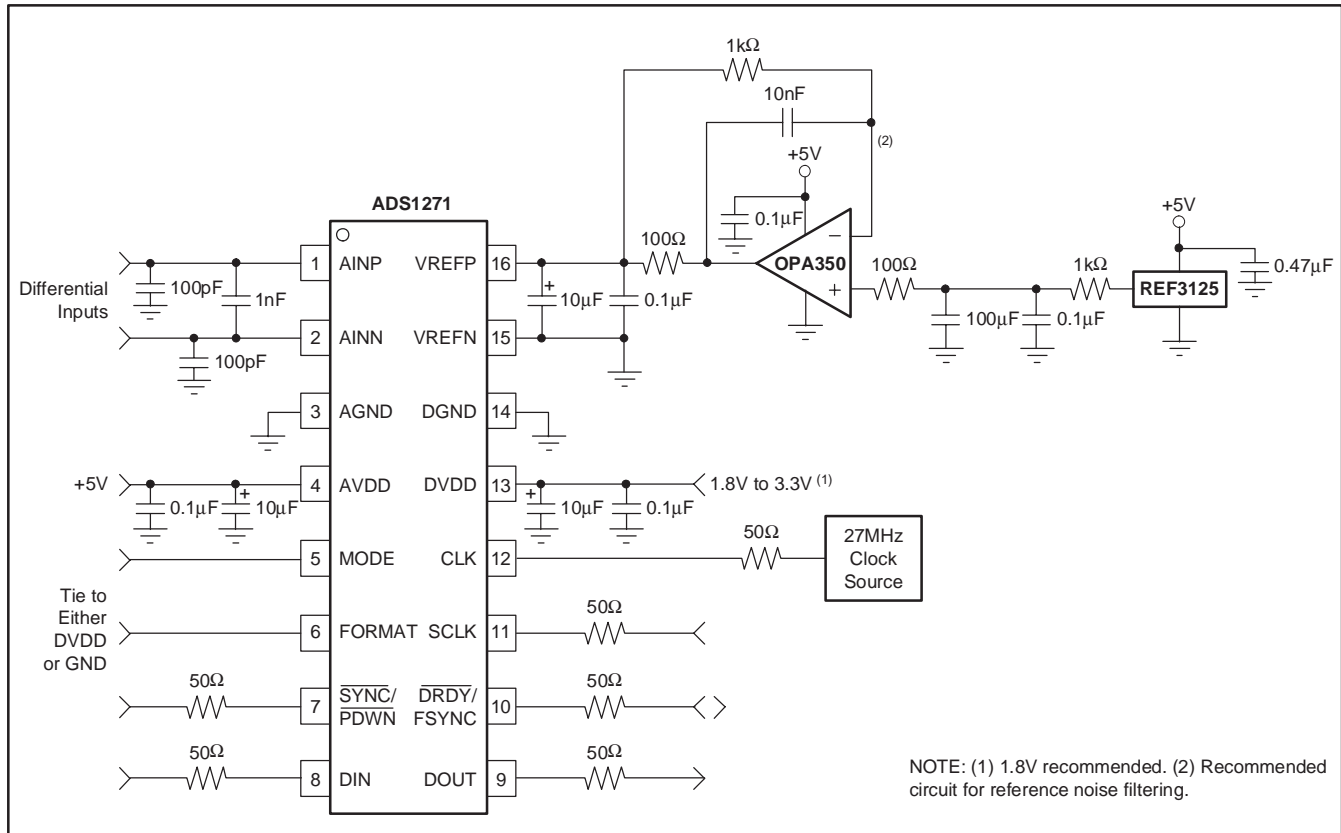 1kΩ
10nF
(2)
+5V
ADS1271
0.1µF
+5V
100Ω
1 AINP VREFP 16
−
OPA350
+
100Ω
1kΩ
REF3125
0.47µF
Differential
Inputs
100pF
1nF
+
10µF
0.1µF
100µF
0.1µF
2 AINN VREFN 15
100pF
3 AGND DGND 14
+5V
4 AVDD DVDD 13
1.8V to 3.3V (1)
0.1µF
+
10µF
+
10µF
0.1µF
50Ω
27MHz
Clock
Source
5 MODE CLK 12
Tie to
Either
DVDD
or GND
50Ω
6 FORMAT SCLK 11
50Ω
50Ω
7 SYNC/ DRDY/ 10
PDWN FSYNC
50Ω
50Ω
8 DIN DOUT 9
NOTE: (1) 1.8V recommended. (2) Recommended
circuit for reference noise filtering.